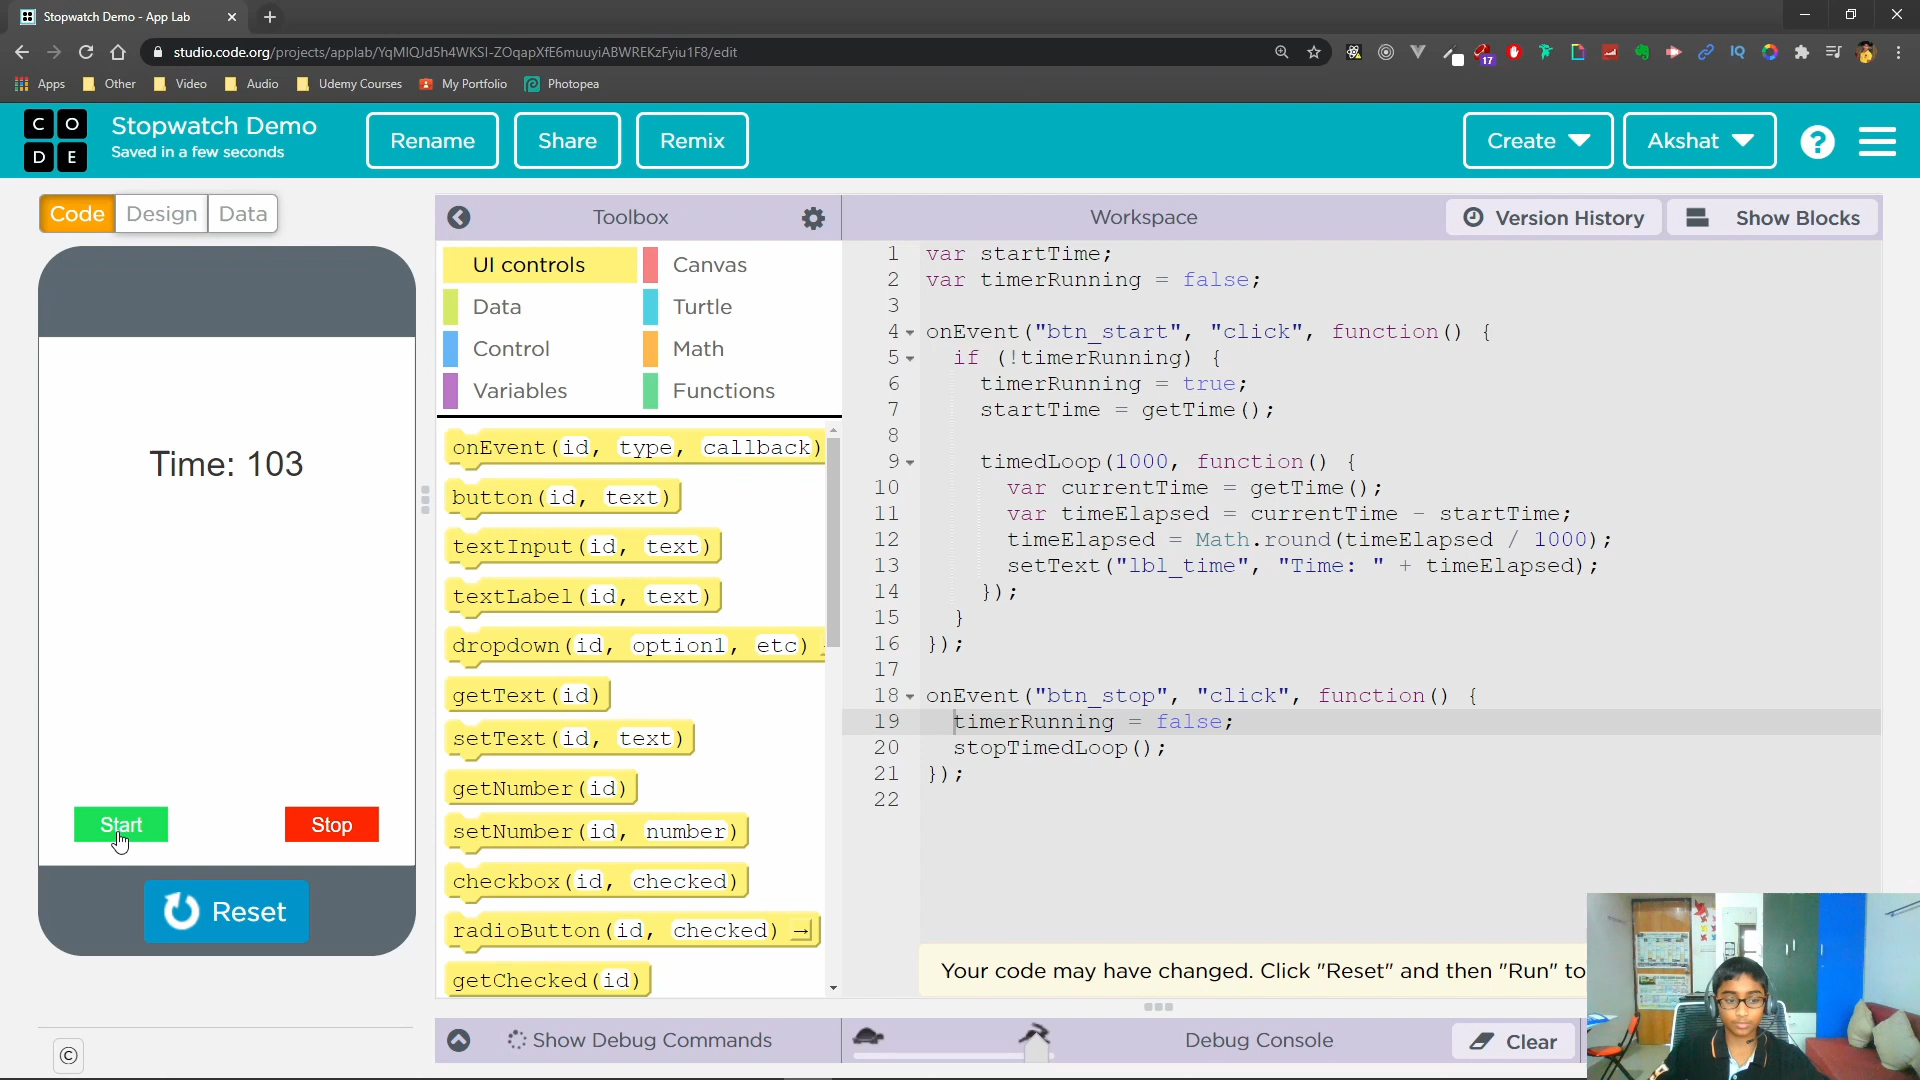 Stopwatch Demo - App Lab
studio.code.org/projects/applab/YqMIQJd5h4WKSI-ZOqapXfE6muuyiABWREKzFyiu1F8/edit
17
IQ
Apps
Other
Video
Audio
Udemy Courses
My Portfolio
Photopea
C O
D E
Stopwatch Demo
Saved in a few seconds
Rename
Share
Remix
Create
Akshat
?
Code
Design
Data
Toolbox
Workspace
Version History
Show Blocks
UI controls
Canvas
Data
Turtle
Control
Math
Variables
Functions
onEvent(id, type, callback)
button(id, text)
textInput(id, text)
textLabel(id, text)
dropdown(id, option1, etc)
getText(id)
setText(id, text)
getNumber(id)
setNumber(id, number)
checkbox(id, checked)
radioButton(id, checked) →
getChecked(id)
1 var startTime;
2 var timerRunning = false;
3
4 onEvent("btn_start", "click", function() {
5 if (!timerRunning) {
6 timerRunning = true;
7 startTime = getTime();
8
9 timedLoop(1000, function() {
10 var currentTime = getTime();
11 var timeElapsed = currentTime - startTime;
12 timeElapsed = Math.round(timeElapsed / 1000);
13 setText("lbl_time", "Time: " + timeElapsed);
14 });
15 }
16 });
17
18 onEvent("btn_stop", "click", function() {
19 timerRunning = false;
20 stopTimedLoop();
21 });
22
Time: 103
Start
Stop
Reset
©
Your code may have changed. Click "Reset" and then "Run" to
Show Debug Commands
Debug Console
Clear